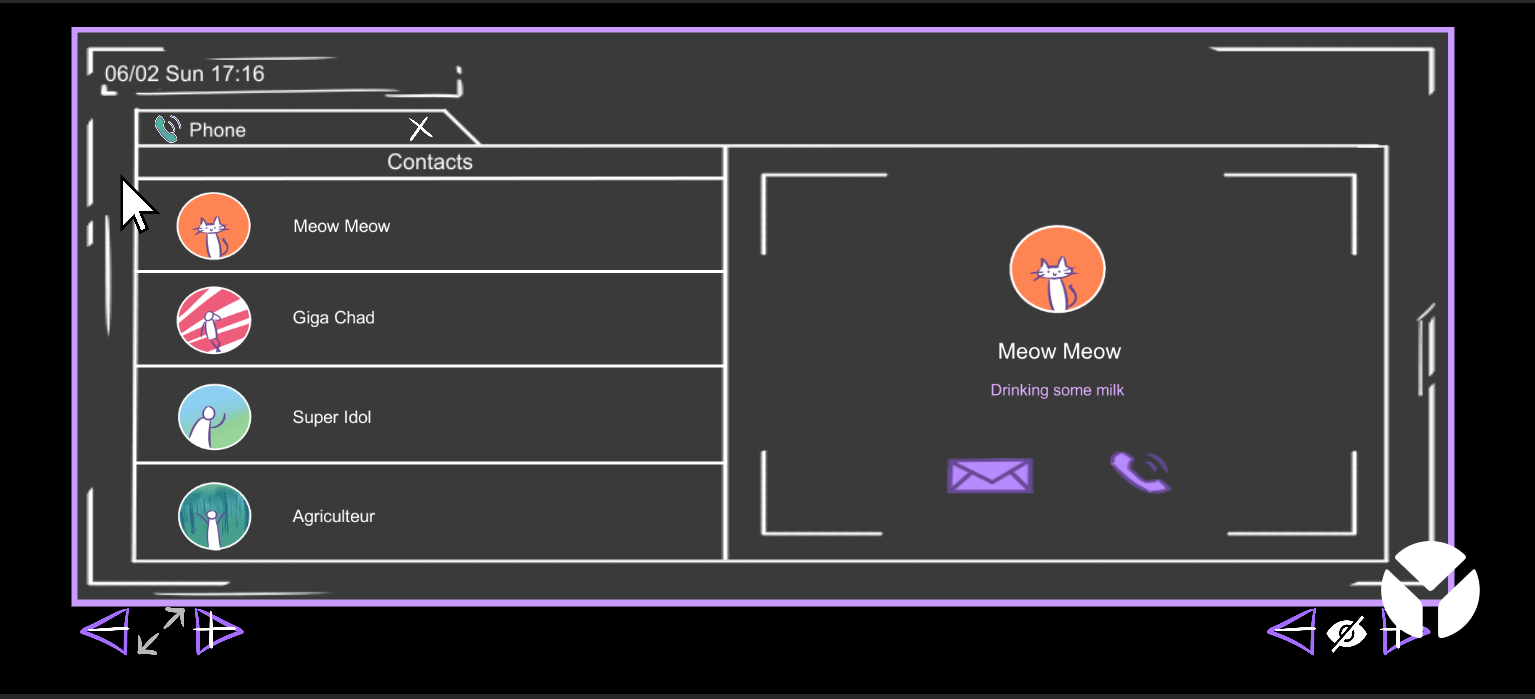 06/02 Sun 17:16
Phone
Contacts
Meow Meow
Giga Chad
Super Idol
Agriculteur
Meow Meow
Drinking some milk